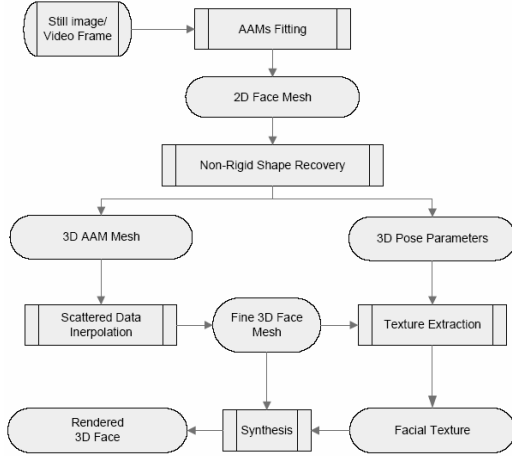 Still image/
Video Frame
AAMs Fitting
2D Face Mesh
Non-Rigid Shape Recovery
3D AAM Mesh
3D Pose Parameters
Scattered Data
Inerpolation
Fine 3D Face
Mesh
Texture Extraction
Rendered
3D Face
Synthesis
Facial Texture